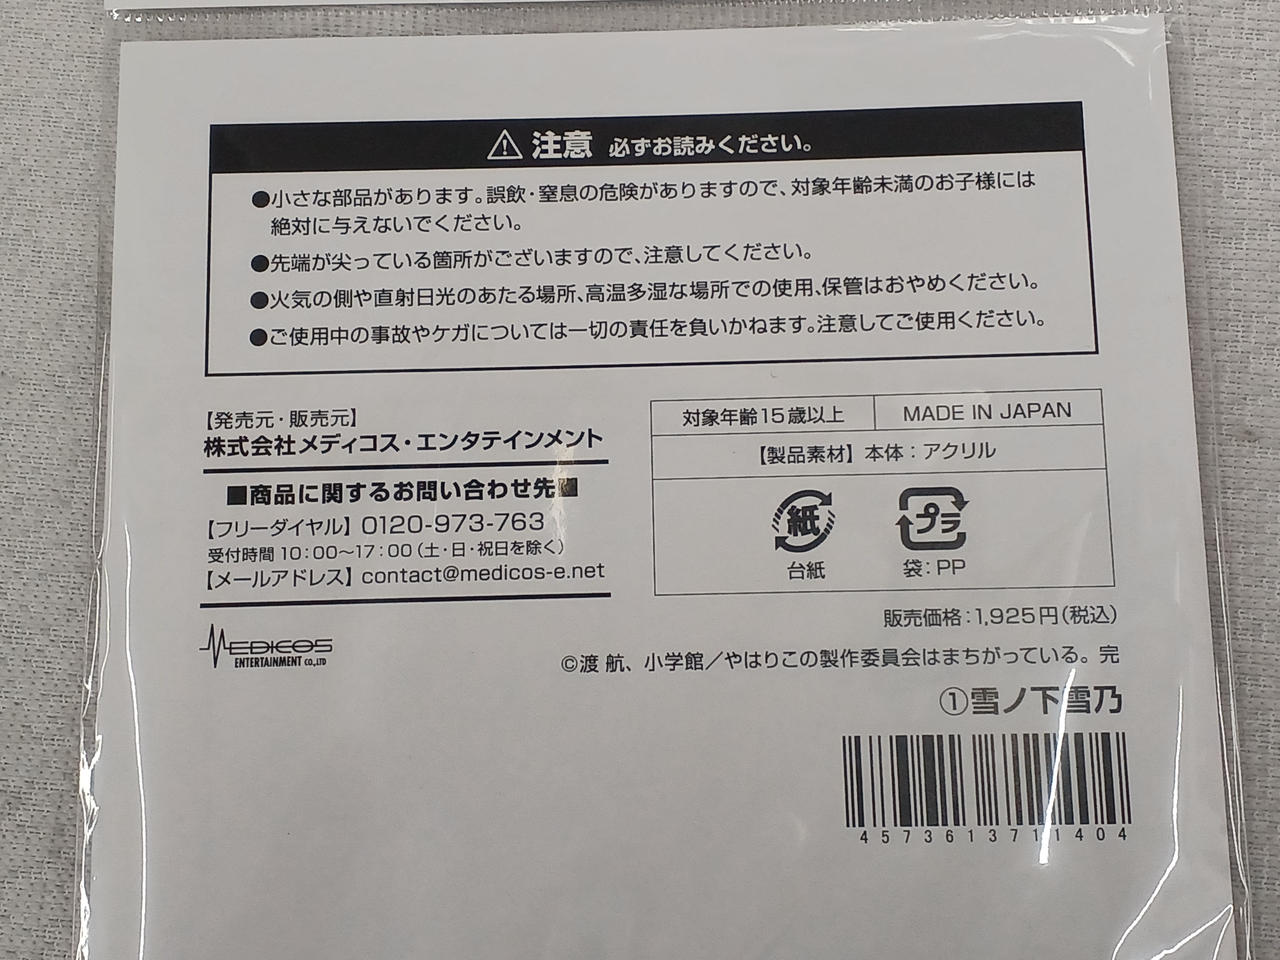 ⚠ 注意 必ずお読みください。
●小さな部品があります。誤飲・窒息の危険がありますので、対象年齢未満のお子様には
絶対に与えないでください。
●先端が尖っている箇所がございますので、注意してください。
●火気の側や直射日光のあたる場所、高温多湿な場所での使用、保管はおやめください。
●ご使用中の事故やケガについては一切の責任を負いかねます。注意してご使用ください。
【発売元・販売元】
株式会社メディコス・エンタテインメント
■商品に関するお問い合わせ先■
【フリーダイヤル】0120-973-763
受付時間 10:00〜17:00（土・日・祝日を除く）
【メールアドレス】contact@medicos-e.net
MEDICOS
ENTERTAINMENT CO.,LTD
対象年齢15歳以上
MADE IN JAPAN
【製品素材】本体：アクリル
紙
台紙
プラ
袋：PP
販売価格：1,925円（税込）
©渡 航、小学館／やはりこの製作委員会はまちがっている。完
①雪ノ下雪乃
4573613711404